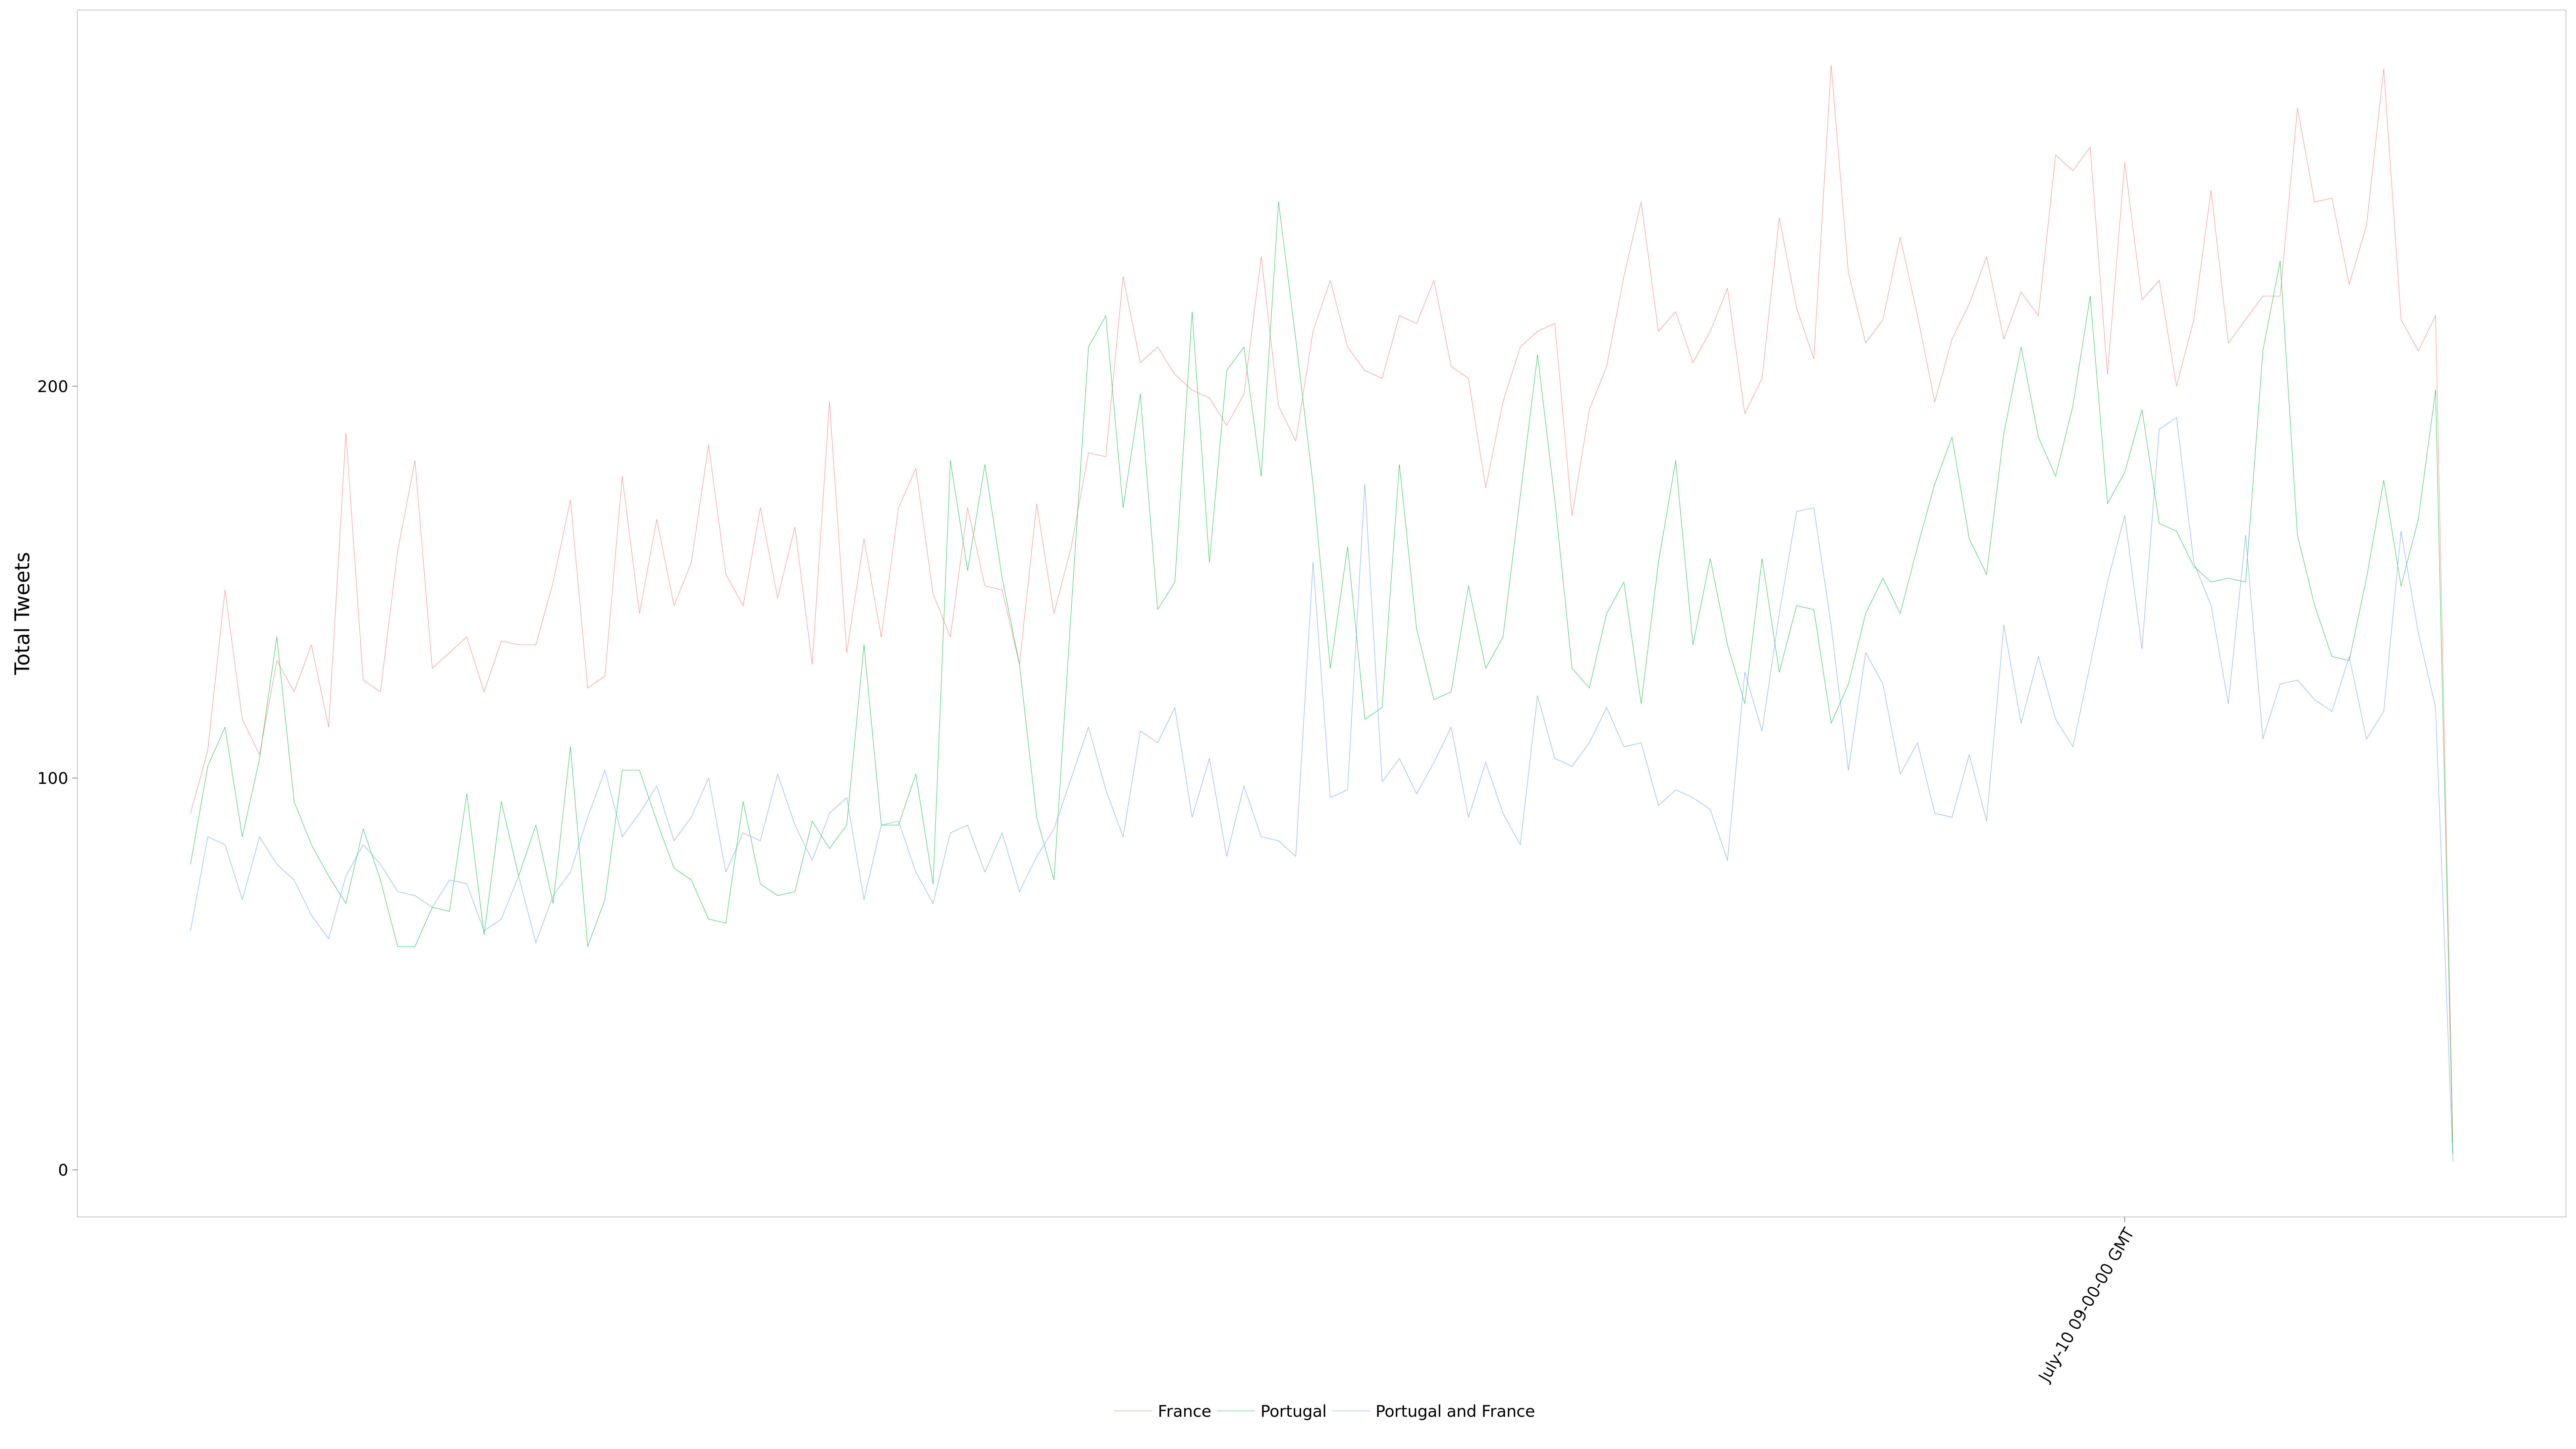 Total Tweets
200
100
0
July-10 09-00-00 GMT
France Portugal Portugal and France